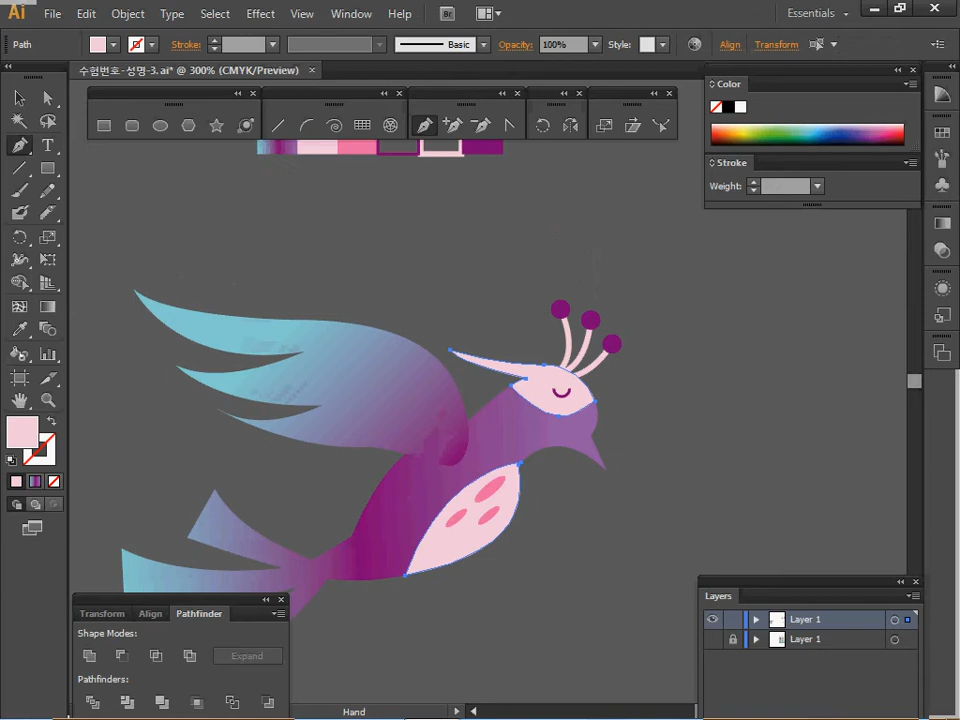 Ai File Edit Object Type Select Effect View Window Help Br Essentials
Path Stroke: Basic Opacity: 100% Style: Align Transform
수험번호-성명-3.ai* @ 300% (CMYK/Preview)
Color
Stroke
Weight:
Layers
Layer 1
Layer 1
Transform Align Pathfinder
Shape Modes:
Expand
Pathfinders:
Hand